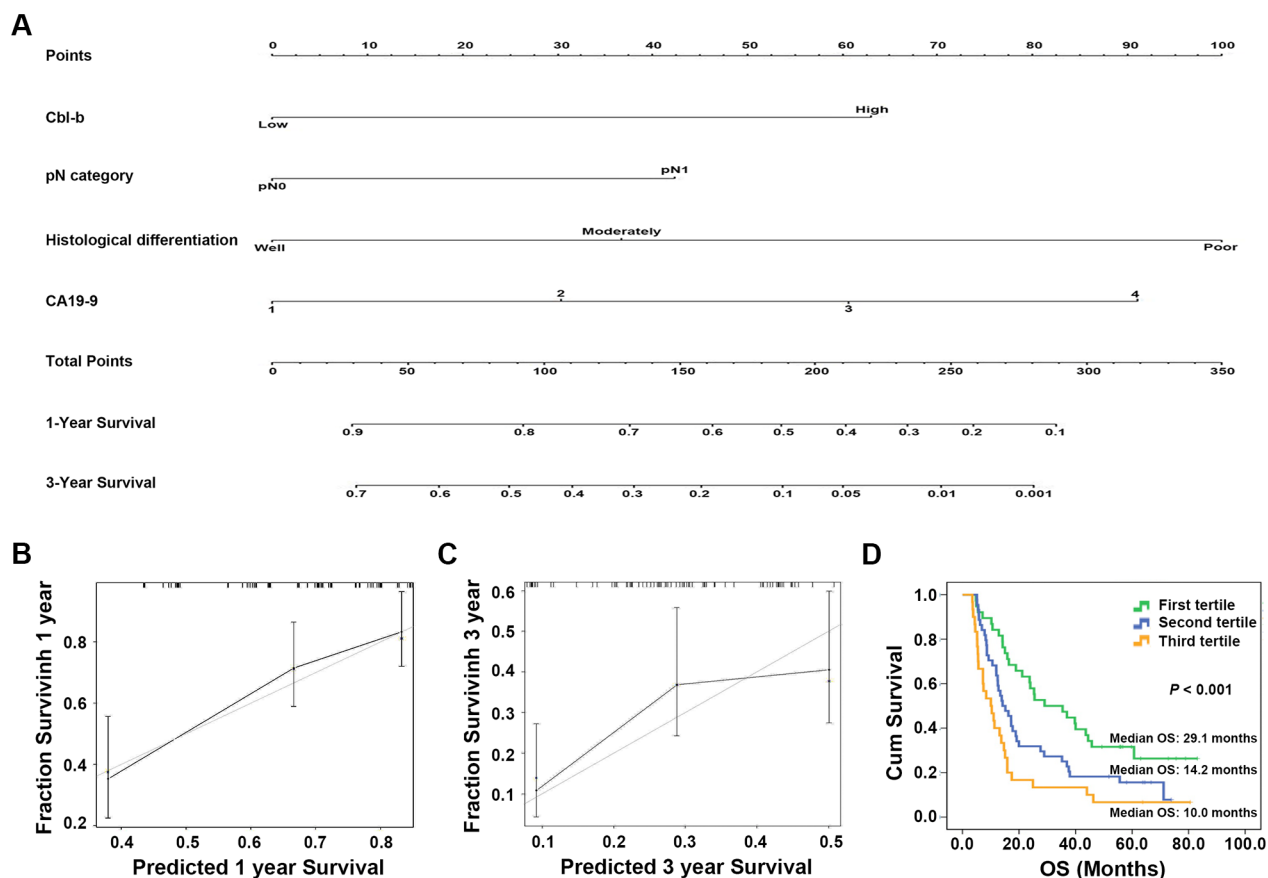 A
Points
0 10 20 30 40 50 60 70 75 80 85 90 95 100
Cbl-b
Low High
pN category
pN0 pN1
Histological differentiation
Well Moderately Poor
CA19-9
1 2 3 4
Total Points
0 50 100 150 200 250 300 350
1-Year Survival
0.9 0.8 0.7 0.6 0.5 0.4 0.3 0.2 0.1
3-Year Survival
0.7 0.6 0.5 0.4 0.3 0.2 0.1 0.05 0.01 0.001
B
Fraction Survivinh 1 year
0.8
0.6
0.4
0.2
0.4 0.5 0.6 0.7 0.8
Predicted 1 year Survival
C
Fraction Survivinh 3 year
0.6
0.5
0.4
0.3
0.2
0.1
0.1 0.2 0.3 0.4 0.5
Predicted 3 year Survival
D
Cum Survival
1.0
0.8
0.6
0.4
0.2
0.0
First tertile
Second tertile
Third tertile
P < 0.001
Median OS: 29.1 months
Median OS: 14.2 months
Median OS: 10.0 months
0.0 20.0 40.0 60.0 80.0 100.0
OS (Months)